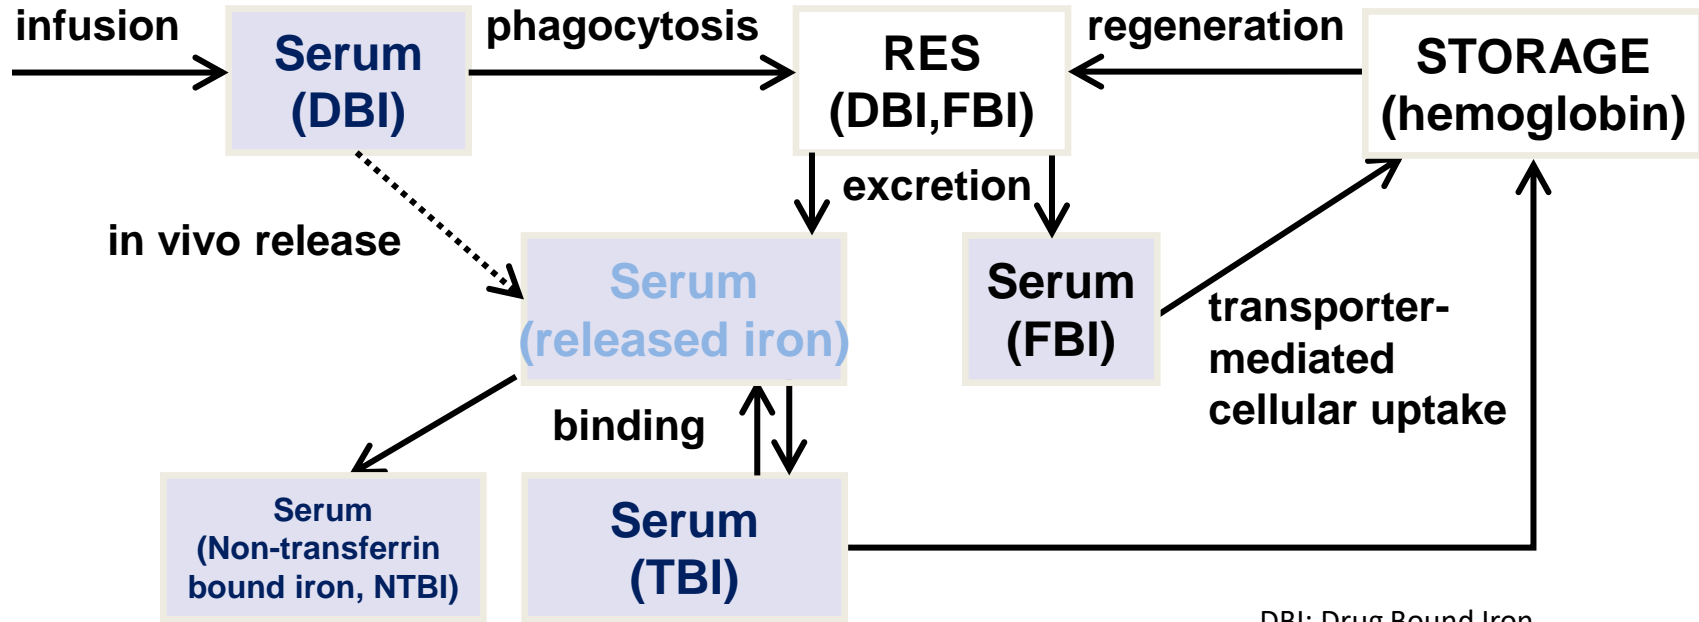 infusion
Serum
(DBI)
phagocytosis
RES
(DBI,FBI)
regeneration
STORAGE
(hemoglobin)
excretion
in vivo release
Serum
(released iron)
Serum
(FBI)
transporter-
mediated
cellular uptake
binding
Serum
(Non-transferrin
bound iron, NTBI)
Serum
(TBI)
DBI: Drug Bound Iron